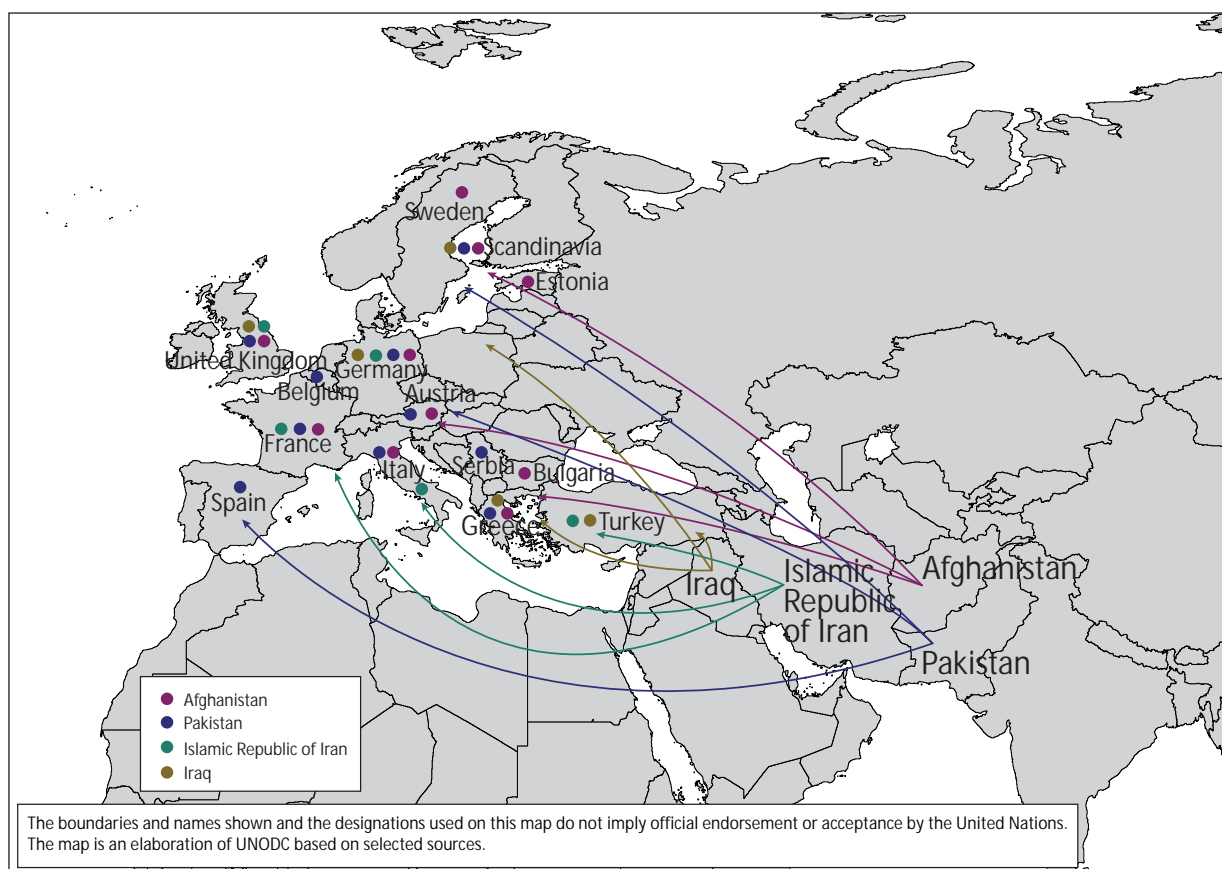 Sweden
Scandinavia
Estonia
United Kingdom
Germany
Belgium
Austria
France
Italy
Serbia
Bulgaria
Spain
Greece
Turkey
Iraq
Islamic
Republic
of Iran
Afghanistan
Pakistan
Afghanistan
Pakistan
Islamic Republic of Iran
Iraq
The boundaries and names shown and the designations used on this map do not imply official endorsement or acceptance by the United Nations.
The map is an elaboration of UNODC based on selected sources.